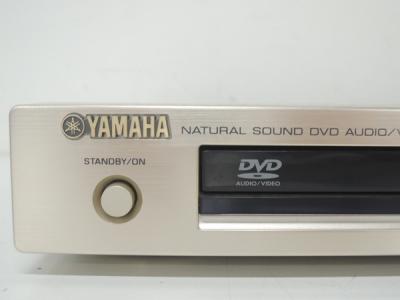 YAMAHA NATURAL SOUND DVD AUDIO/
STANDBY/ON
DVD
AUDIO/VIDEO